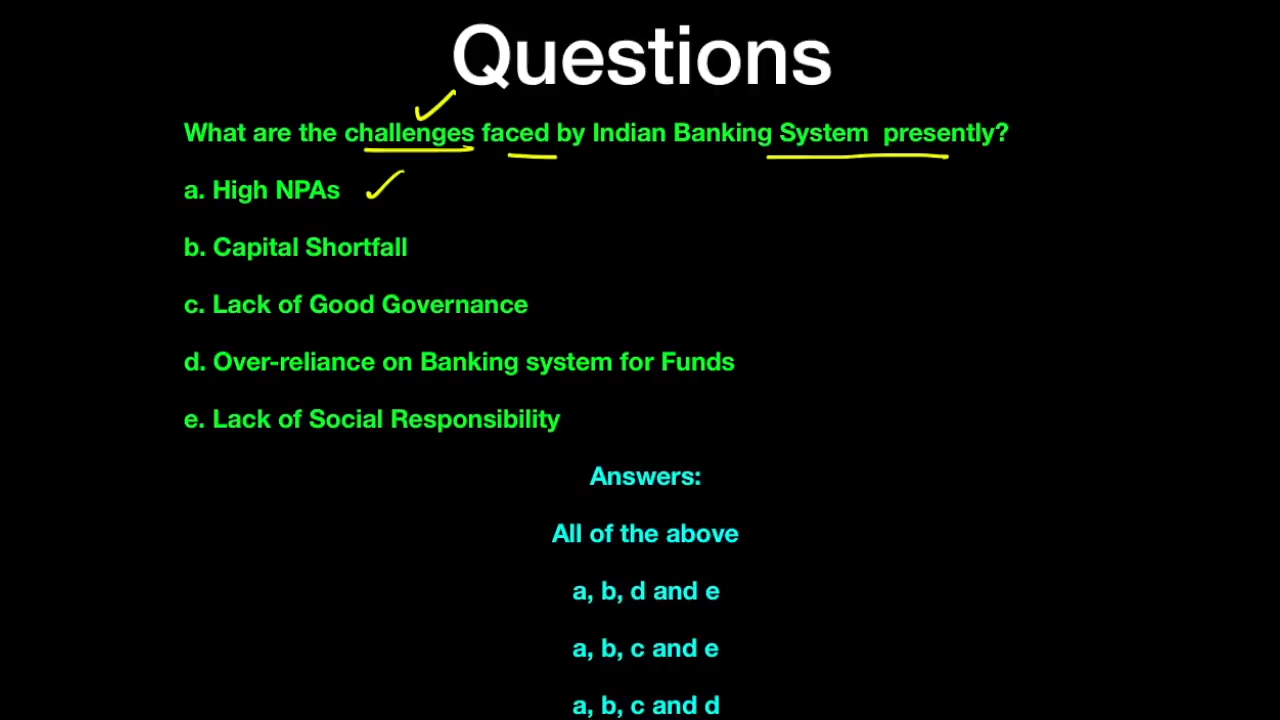 Questions
What are the challenges faced by Indian Banking System presently?
a. High NPAs
b. Capital Shortfall
c. Lack of Good Governance
d. Over-reliance on Banking system for Funds
e. Lack of Social Responsibility
Answers:
All of the above
a, b, d and e
a, b, c and e
a, b, c and d